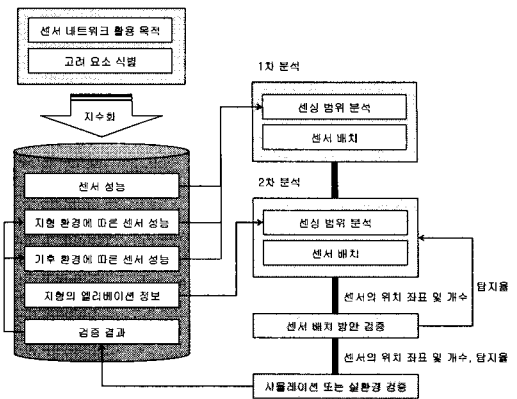 센서 네트워크 활용 목적
고려 요소 식별
지수화
센서 성능
지형 환경에 따른 센서 성능
기후 환경에 따른 센서 성능
지형의 엘리베이션 정보
검증 결과
1차 분석
센싱 범위 분석
센서 배치
2차 분석
센싱 범위 분석
센서 배치
센서의 위치 좌표 및 개수
탐지율
센서 배치 방안 검증
센서의 위치 좌표 및 개수, 탐지율
시뮬레이션 또는 실환경 검증